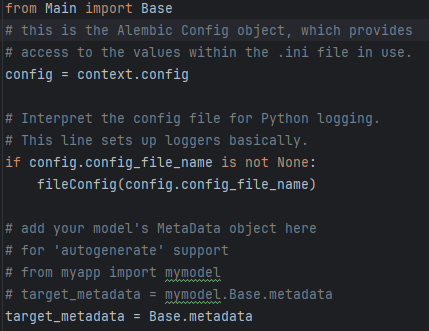 from Main import Base
# this is the Alembic Config object, which provides
# access to the values within the .ini file in use.
config = context.config

# Interpret the config file for Python logging.
# This line sets up loggers basically.
if config.config_file_name is not None:
    fileConfig(config.config_file_name)

# add your model's MetaData object here
# for 'autogenerate' support
# from myapp import mymodel
# target_metadata = mymodel.Base.metadata
target_metadata = Base.metadata